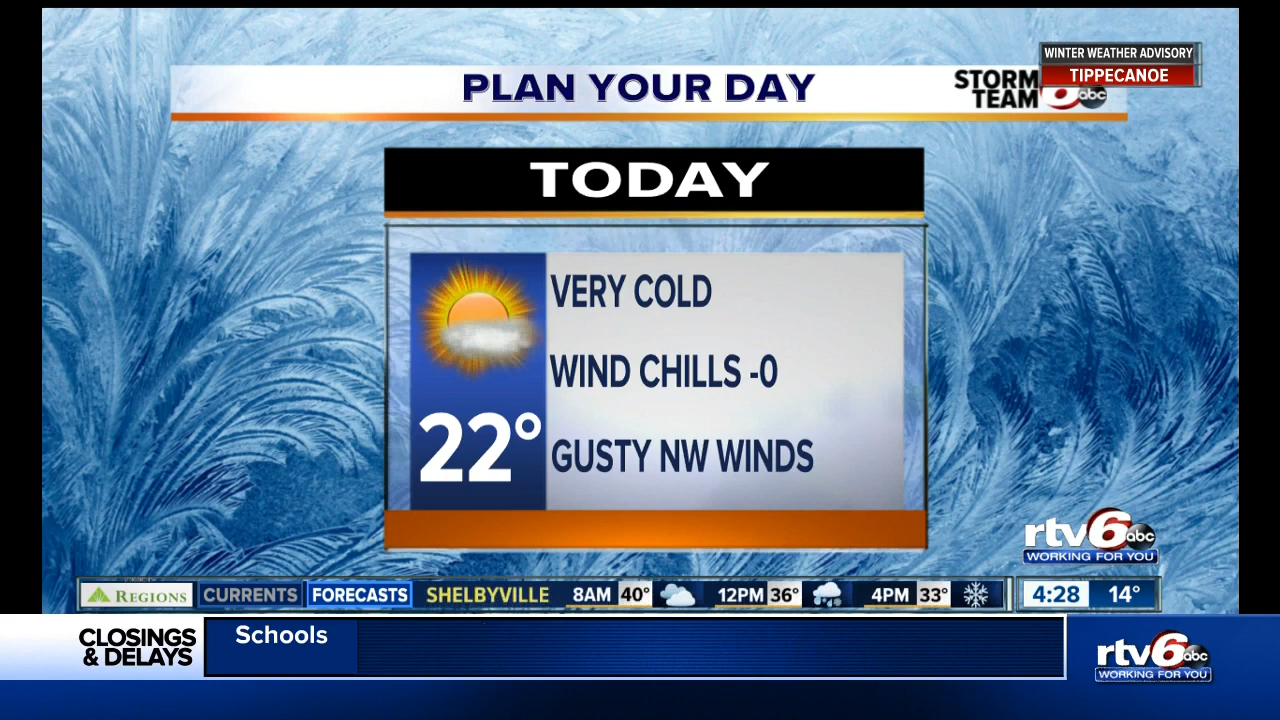 WINTER WEATHER ADVISORY
TIPPECANOE
PLAN YOUR DAY
STORM
TEAM 6 abc
TODAY
VERY COLD
WIND CHILLS -0
22°
GUSTY NW WINDS
rtv6 abc
WORKING FOR YOU
REGIONS CURRENTS FORECASTS SHELBYVILLE 8AM 40° 12PM 36° 4PM 33° 4:28 14°
CLOSINGS
& DELAYS
Schools
rtv6 abc
WORKING FOR YOU